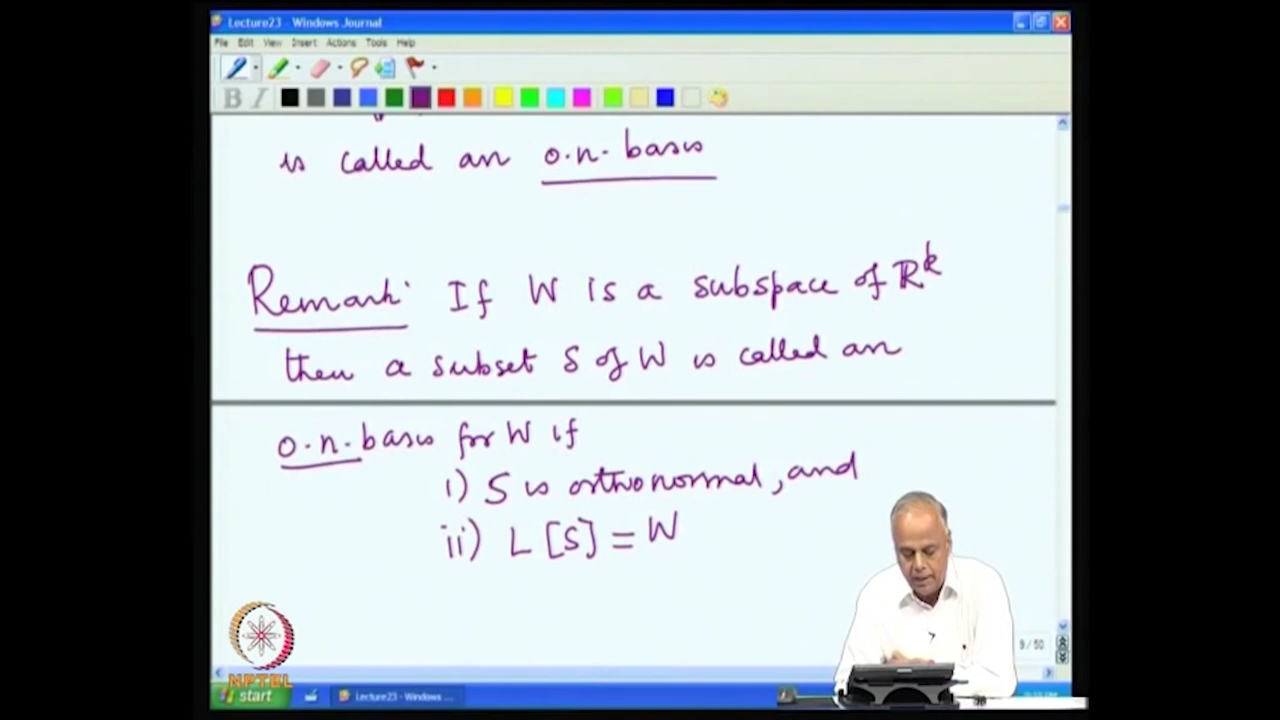 Lecture23 - Windows Journal
File Edit View Insert Actions Tools Help
B I
is called an o.n. basis
Remark: If W is a subspace of ℝᵏ
then a subset S of W is called an
o.n. basis for W if
i) S is orthonormal, and
ii) L [S] = W
9 / 50
NPTEL
start Lecture23 - Windows ...